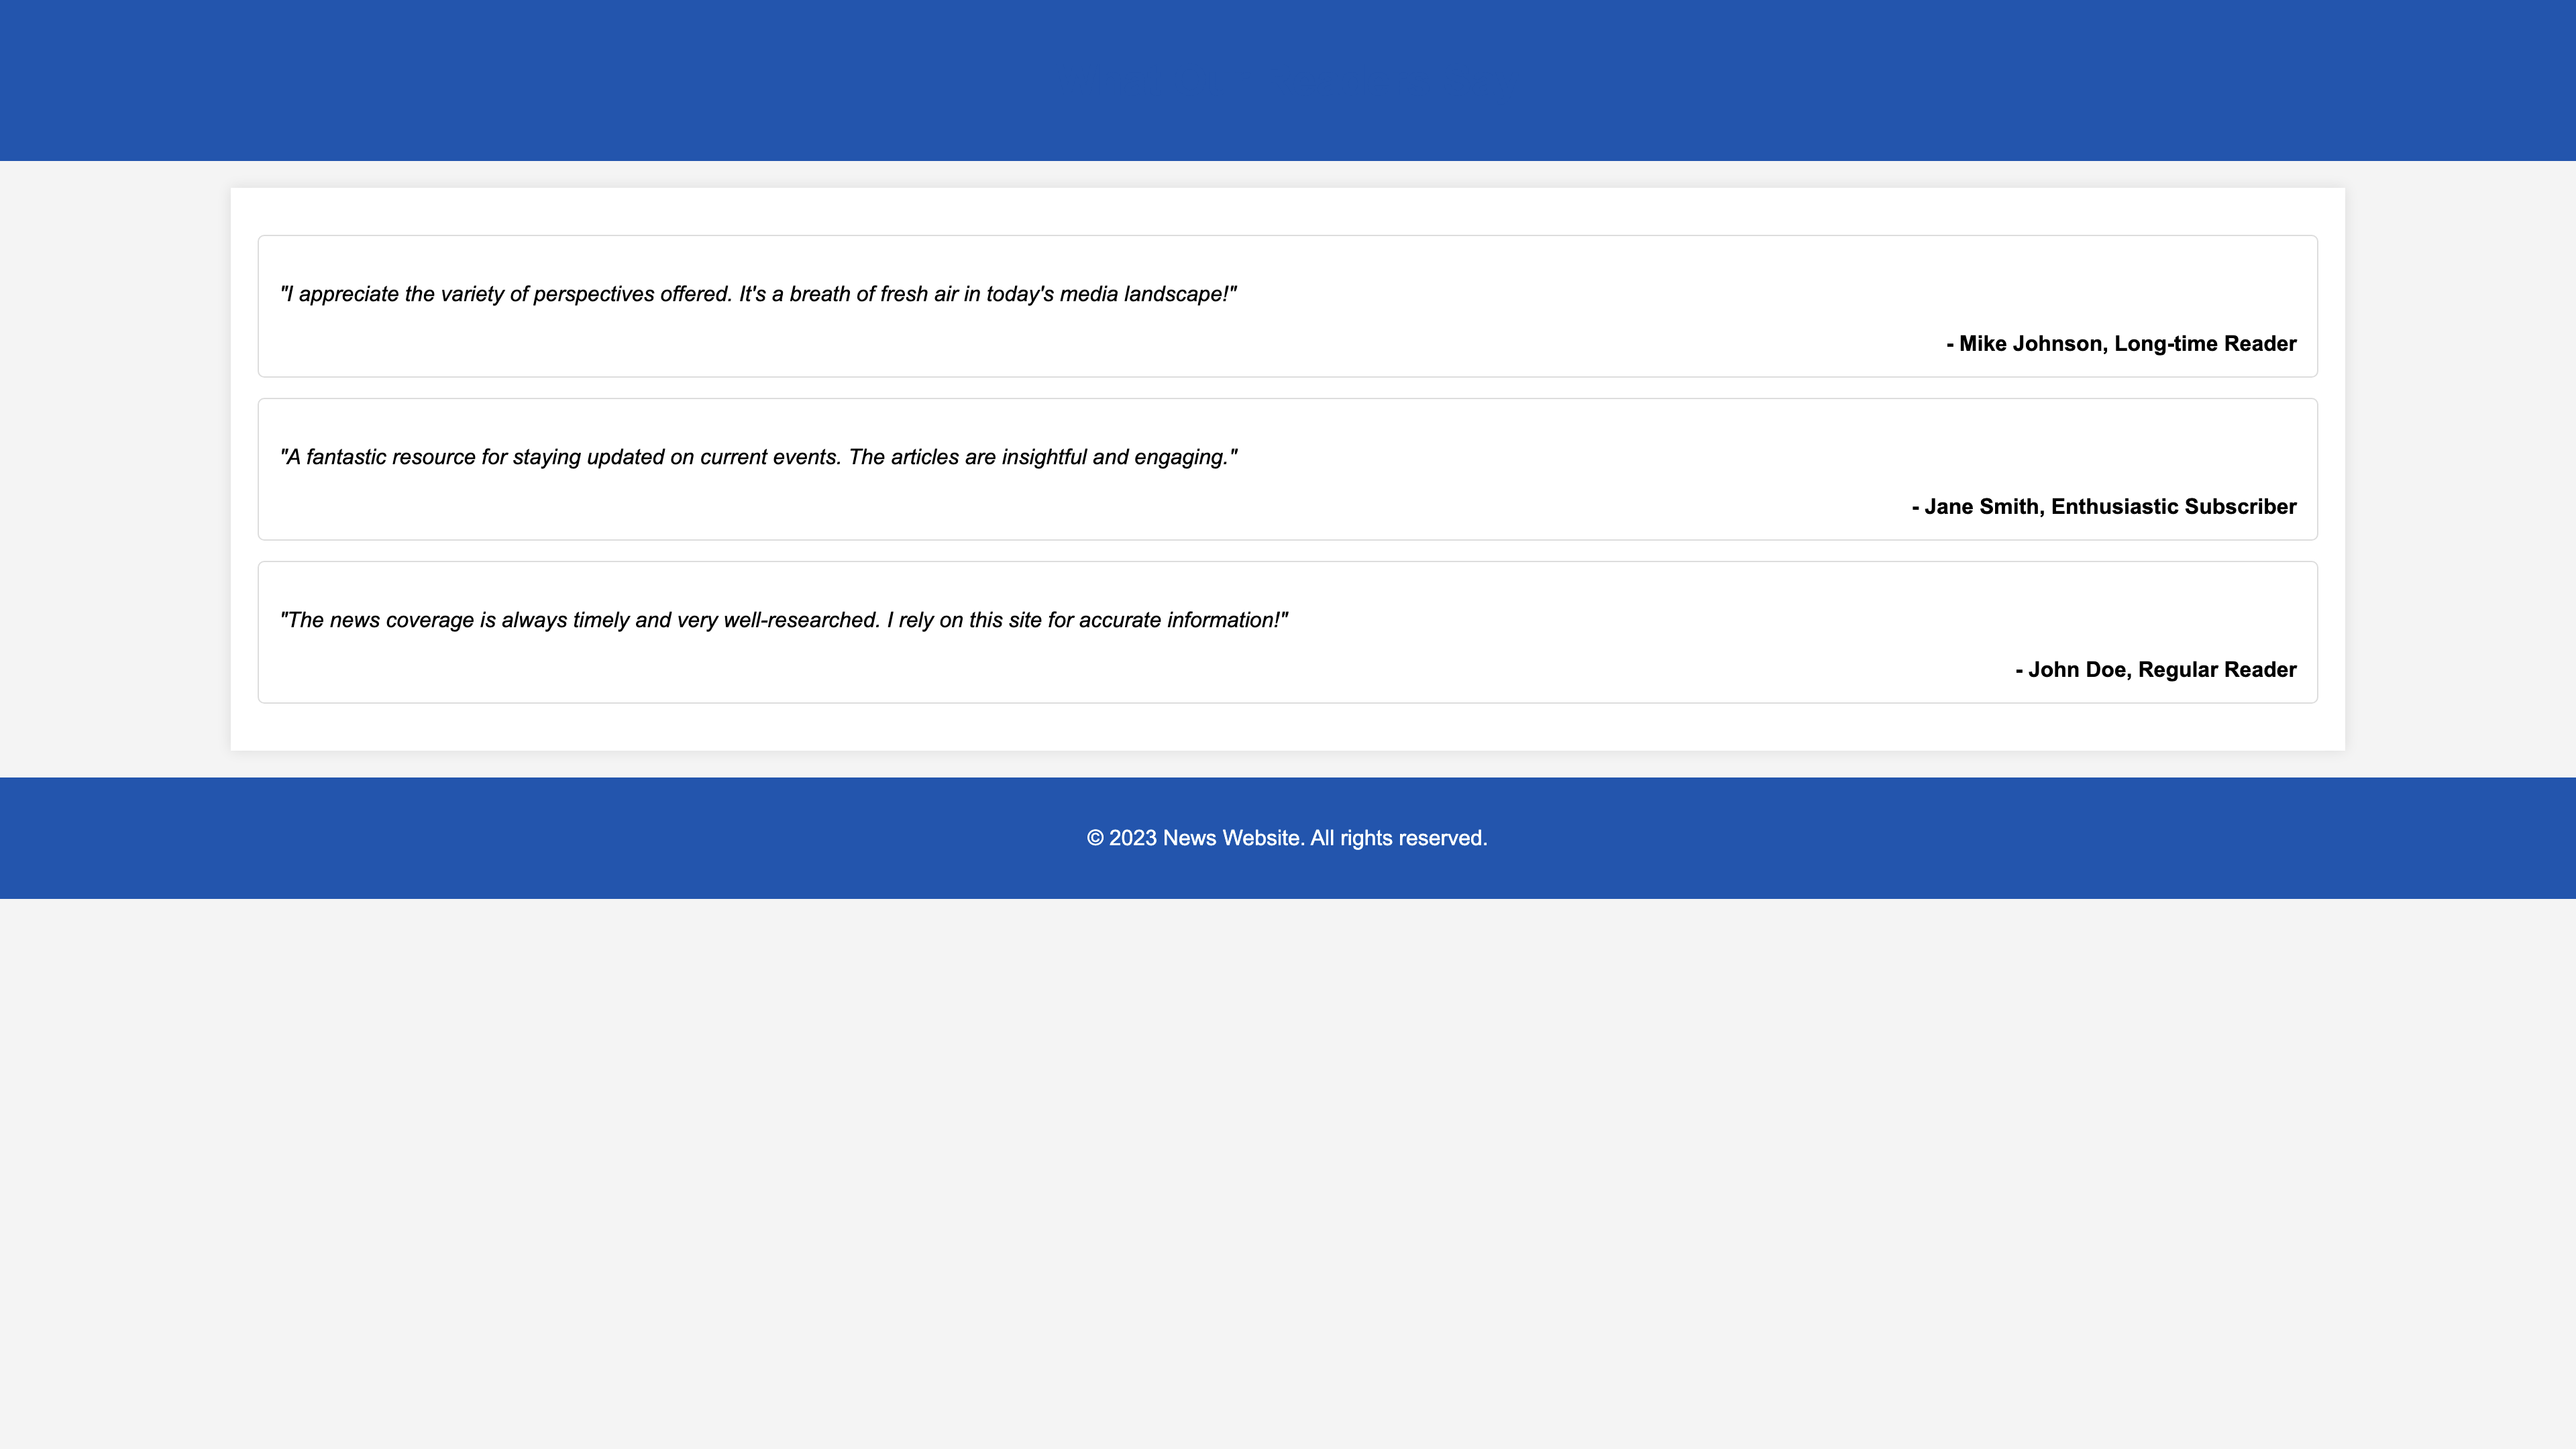 "I appreciate the variety of perspectives offered. It's a breath of fresh air in today's media landscape!"
- Mike Johnson, Long-time Reader
"A fantastic resource for staying updated on current events. The articles are insightful and engaging."
- Jane Smith, Enthusiastic Subscriber
"The news coverage is always timely and very well-researched. I rely on this site for accurate information!"
- John Doe, Regular Reader
© 2023 News Website. All rights reserved.